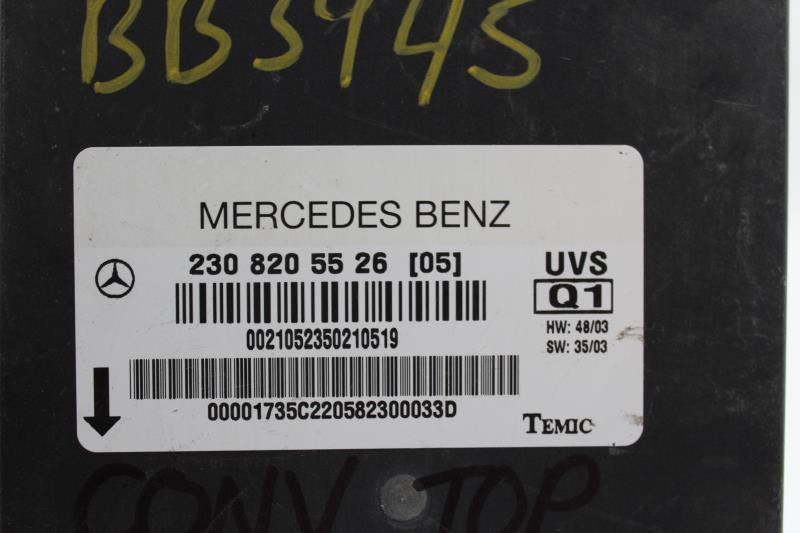 BB5945
MERCEDES BENZ
230 820 55 26 [05]
UVS
Q1
0021052350210519
HW: 48/03
SW: 35/03
00001735C220582300033D
TEMIC
CONV TOP